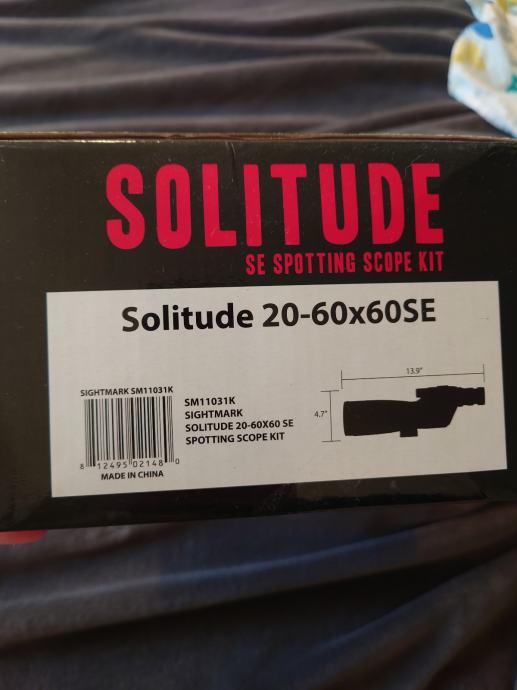 SOLITUDE
SE SPOTTING SCOPE KIT
Solitude 20-60x60SE
SIGHTMARK SM11031K
8 12495 02148 0
MADE IN CHINA
SM11031K
SIGHTMARK
SOLITUDE 20-60X60 SE
SPOTTING SCOPE KIT
13.9"
4.7"